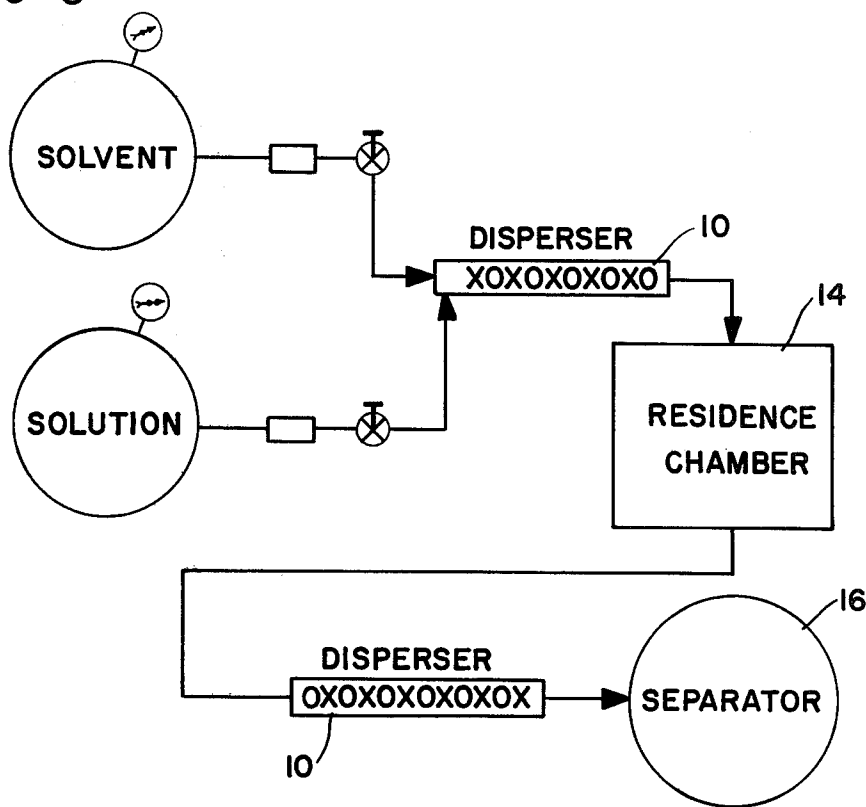 SOLVENT
DISPERSER
10
XOXOXOXOXO
14
SOLUTION
RESIDENCE
CHAMBER
16
DISPERSER
OXOXOXOXOXOX
SEPARATOR
10